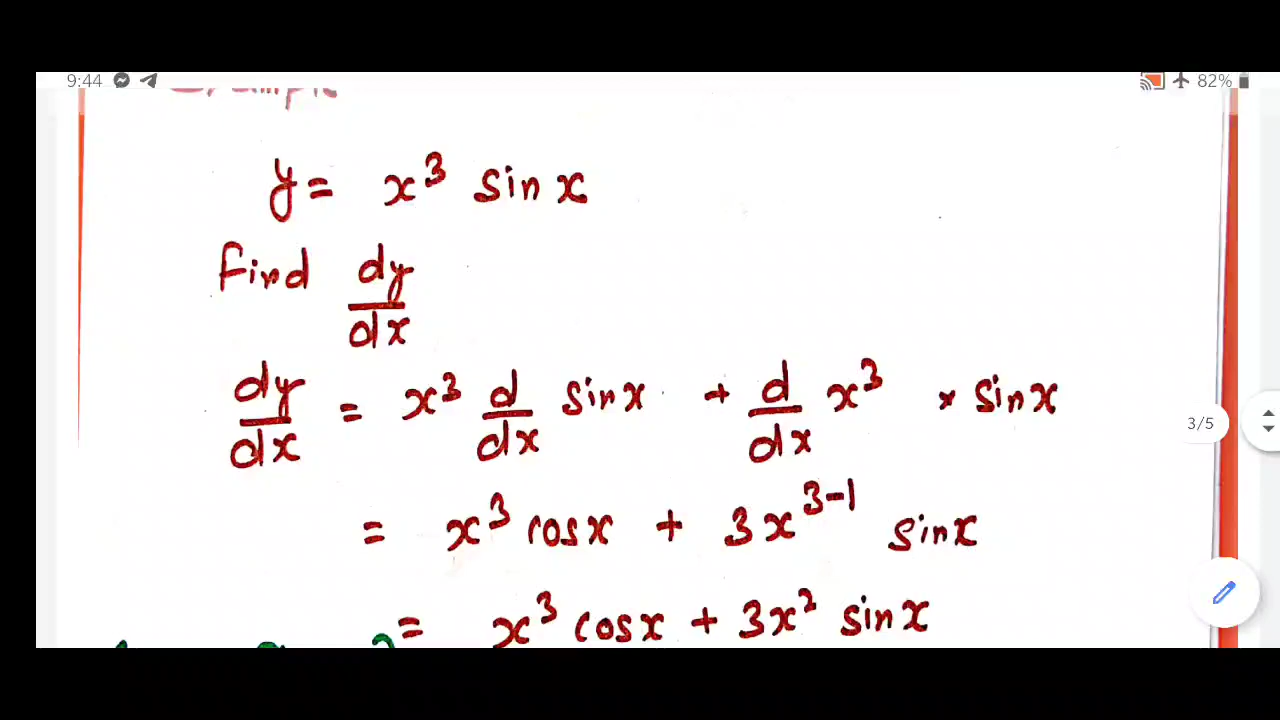 9:44
82%
Example
y = x³ sin x
Find dy/dx
dy/dx = x³ d/dx sin x + d/dx x³ * sin x
3/5
= x³ cos x + 3x³⁻¹ sin x
= x³ cos x + 3x² sin x